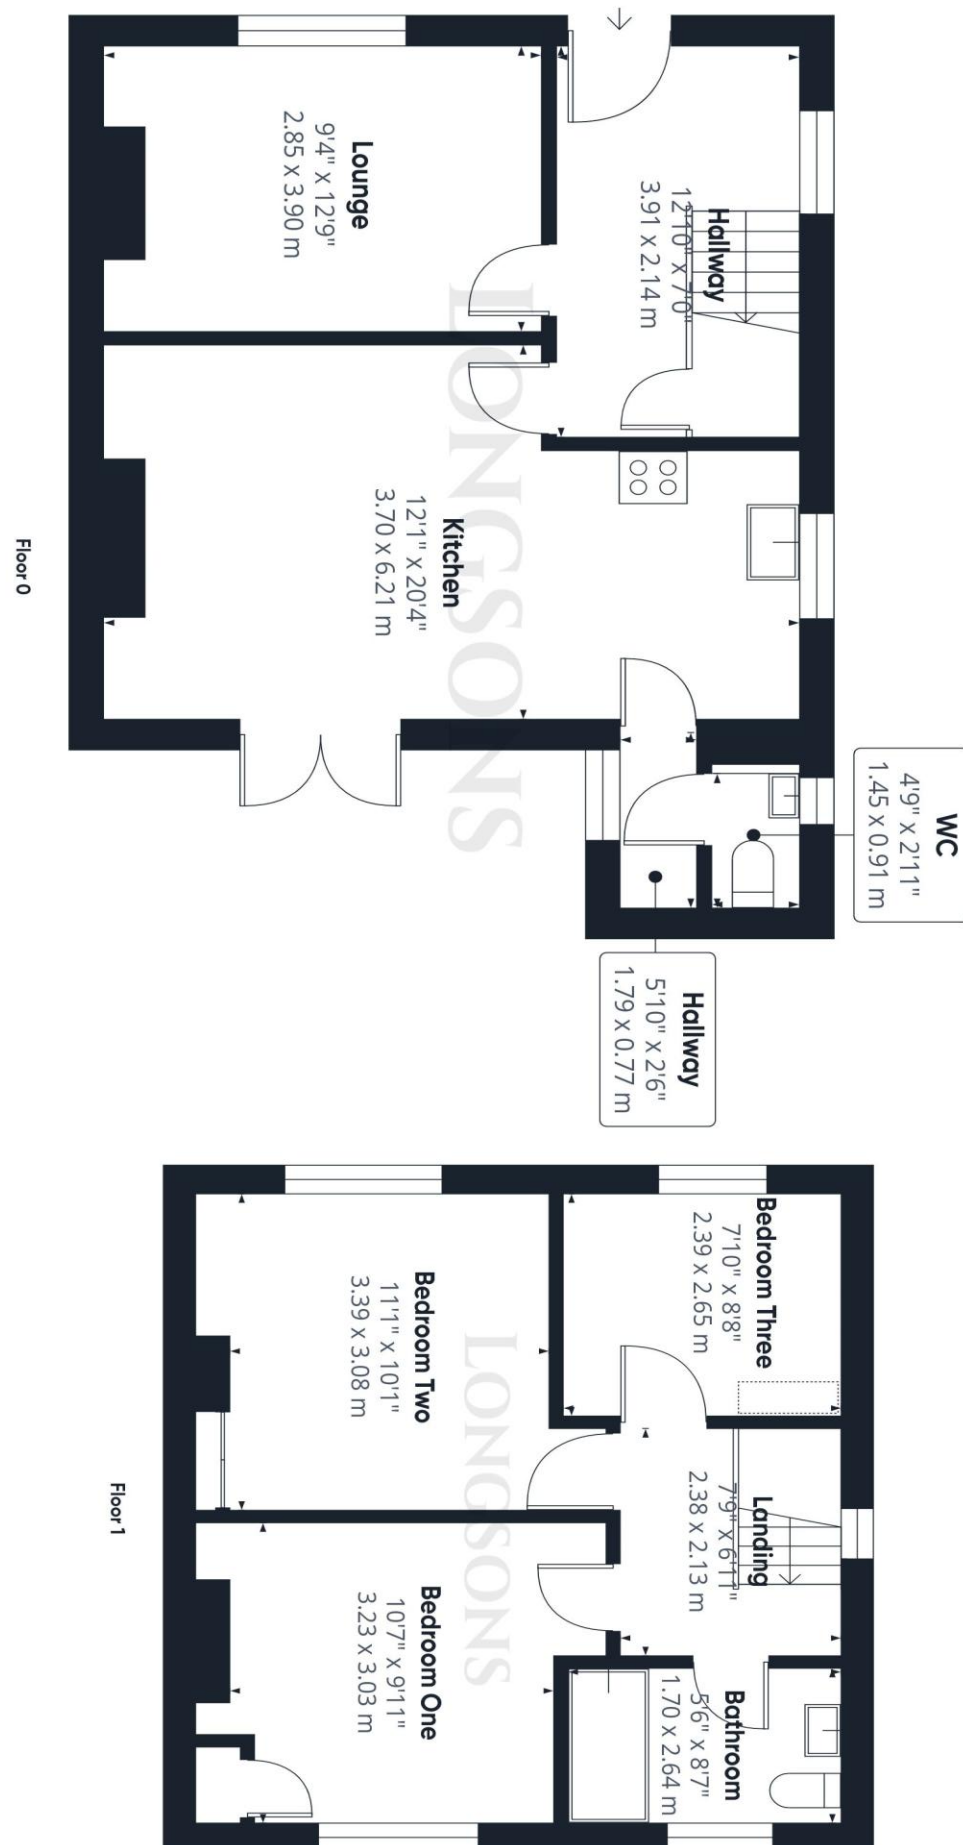 Hallway
12'10" x 7'0"
3.91 x 2.14 m
Lounge
9'4" x 12'9"
2.85 x 3.90 m
Kitchen
12'1" x 20'4"
3.70 x 6.21 m
WC
4'9" x 2'11"
1.45 x 0.91 m
Hallway
5'10" x 2'6"
1.79 x 0.77 m
LONGSONS
Floor 0
Bedroom Three
7'10" x 8'8"
2.39 x 2.65 m
Bedroom Two
11'1" x 10'1"
3.39 x 3.08 m
Landing
7'9" x 6'11"
2.38 x 2.13 m
Bathroom
5'6" x 8'7"
1.70 x 2.64 m
Bedroom One
10'7" x 9'11"
3.23 x 3.03 m
LONGSONS
Floor 1